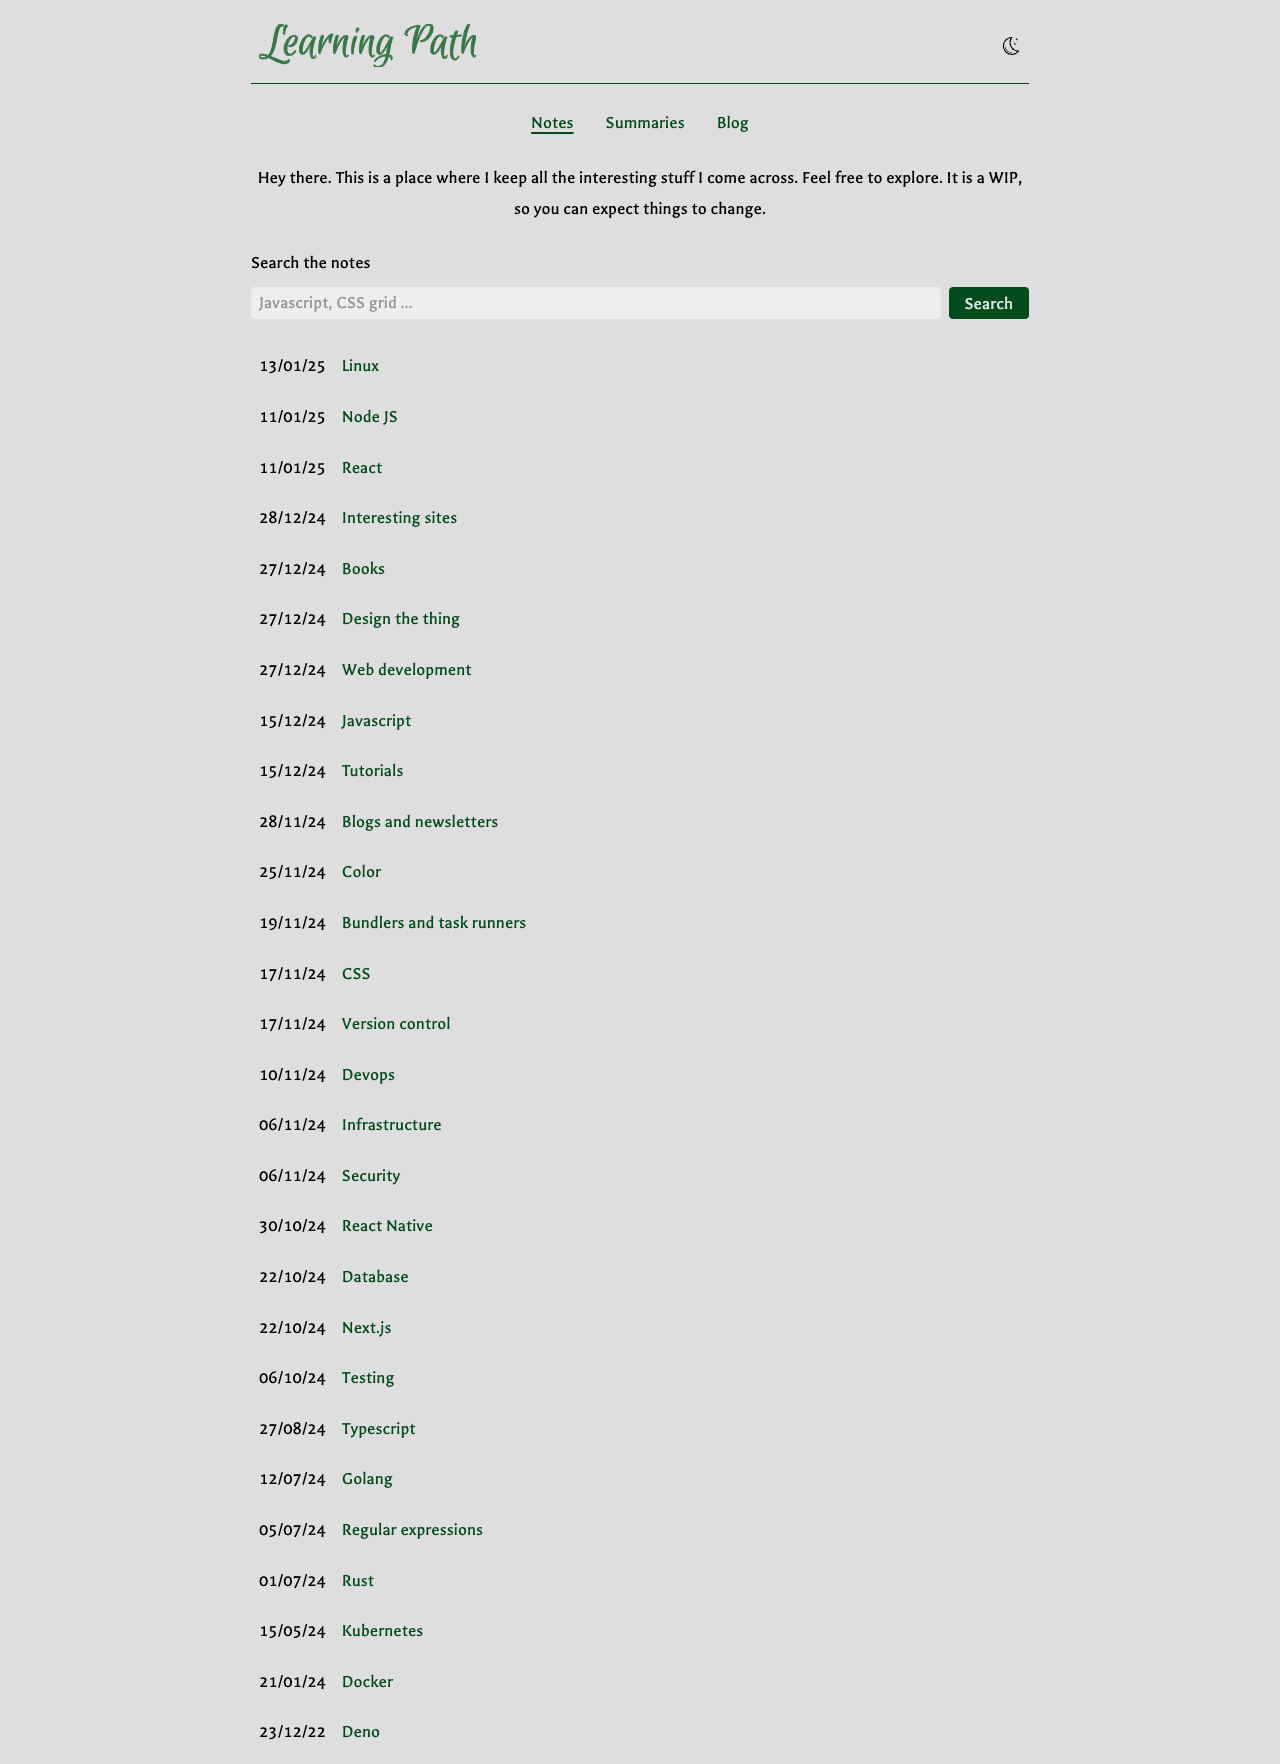 Learning Path
Notes Summaries Blog
Hey there. This is a place where I keep all the interesting stuff I come across. Feel free to explore. It is a WIP,
so you can expect things to change.
Search the notes
Javascript, CSS grid ... Search
13/01/25 Linux
11/01/25 Node JS
11/01/25 React
28/12/24 Interesting sites
27/12/24 Books
27/12/24 Design the thing
27/12/24 Web development
15/12/24 Javascript
15/12/24 Tutorials
28/11/24 Blogs and newsletters
25/11/24 Color
19/11/24 Bundlers and task runners
17/11/24 CSS
17/11/24 Version control
10/11/24 Devops
06/11/24 Infrastructure
06/11/24 Security
30/10/24 React Native
22/10/24 Database
22/10/24 Next.js
06/10/24 Testing
27/08/24 Typescript
12/07/24 Golang
05/07/24 Regular expressions
01/07/24 Rust
15/05/24 Kubernetes
21/01/24 Docker
23/12/22 Deno